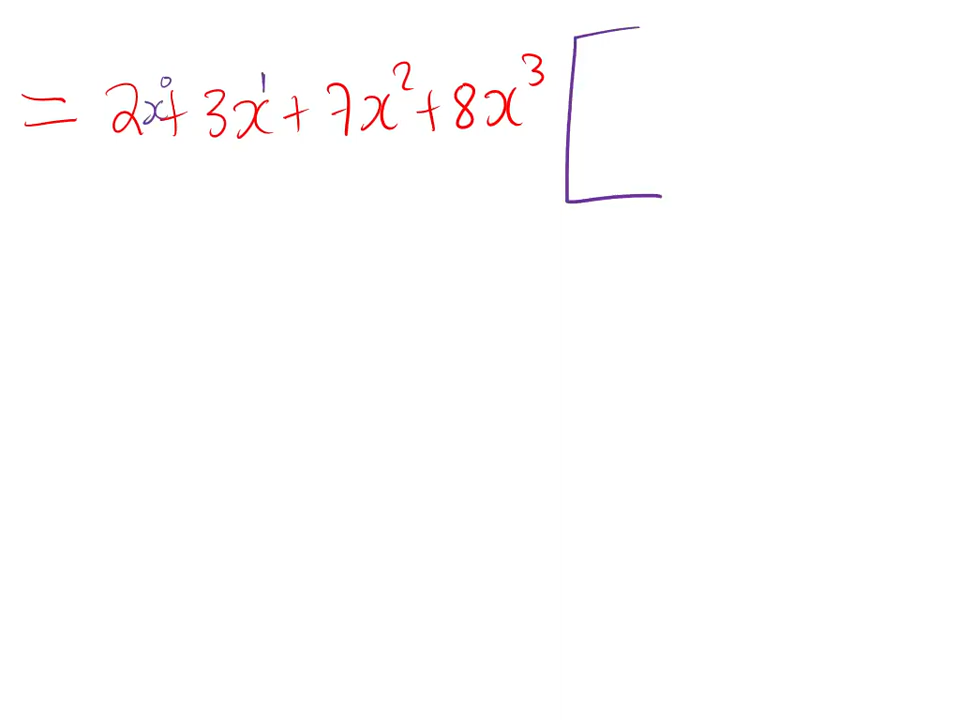 = 2x⁰ + 3x¹ + 7x² + 8x³ [